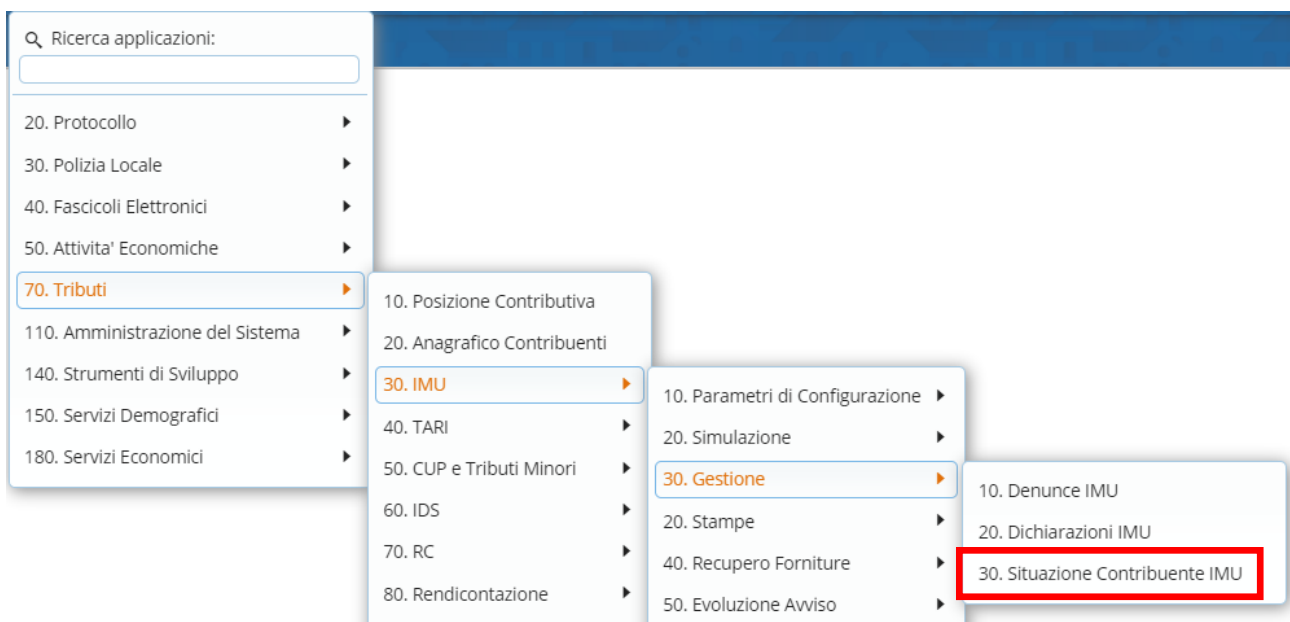 Ricerca applicazioni:
20. Protocollo
30. Polizia Locale
40. Fascicoli Elettronici
50. Attivita' Economiche
70. Tributi
110. Amministrazione del Sistema
140. Strumenti di Sviluppo
150. Servizi Demografici
180. Servizi Economici
10. Posizione Contributiva
20. Anagrafico Contribuenti
30. IMU
40. TARI
50. CUP e Tributi Minori
60. IDS
70. RC
80. Rendicontazione
10. Parametri di Configurazione
20. Simulazione
30. Gestione
20. Stampe
40. Recupero Forniture
50. Evoluzione Avviso
10. Denunce IMU
20. Dichiarazioni IMU
30. Situazione Contribuente IMU